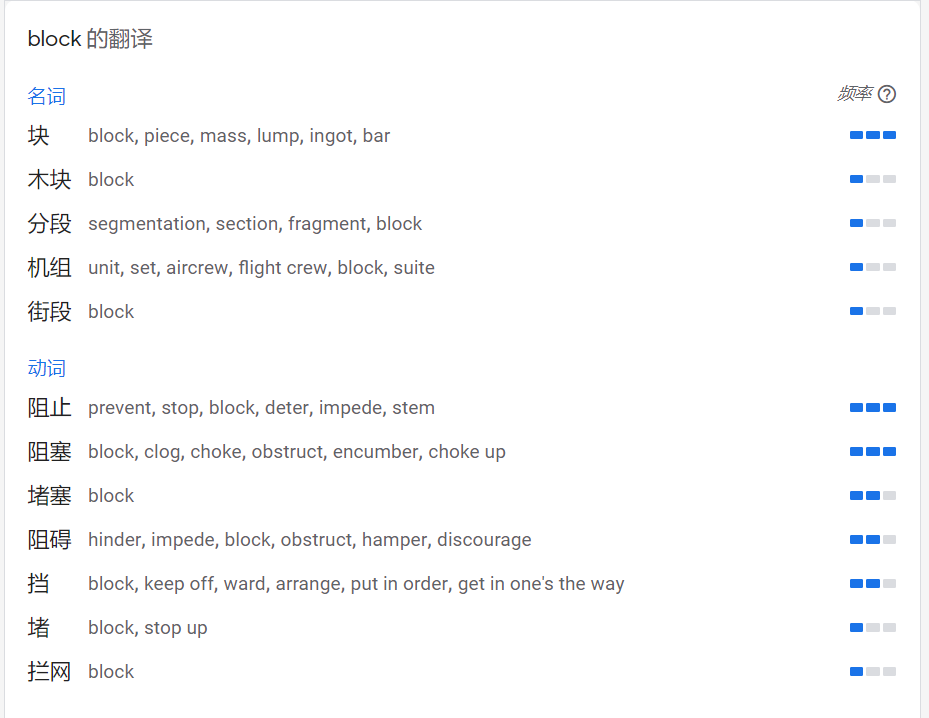 block 的翻译
名词 频率
块 block, piece, mass, lump, ingot, bar
木块 block
分段 segmentation, section, fragment, block
机组 unit, set, aircrew, flight crew, block, suite
街段 block
动词
阻止 prevent, stop, block, deter, impede, stem
阻塞 block, clog, choke, obstruct, encumber, choke up
堵塞 block
阻碍 hinder, impede, block, obstruct, hamper, discourage
挡 block, keep off, ward, arrange, put in order, get in one's the way
堵 block, stop up
拦网 block